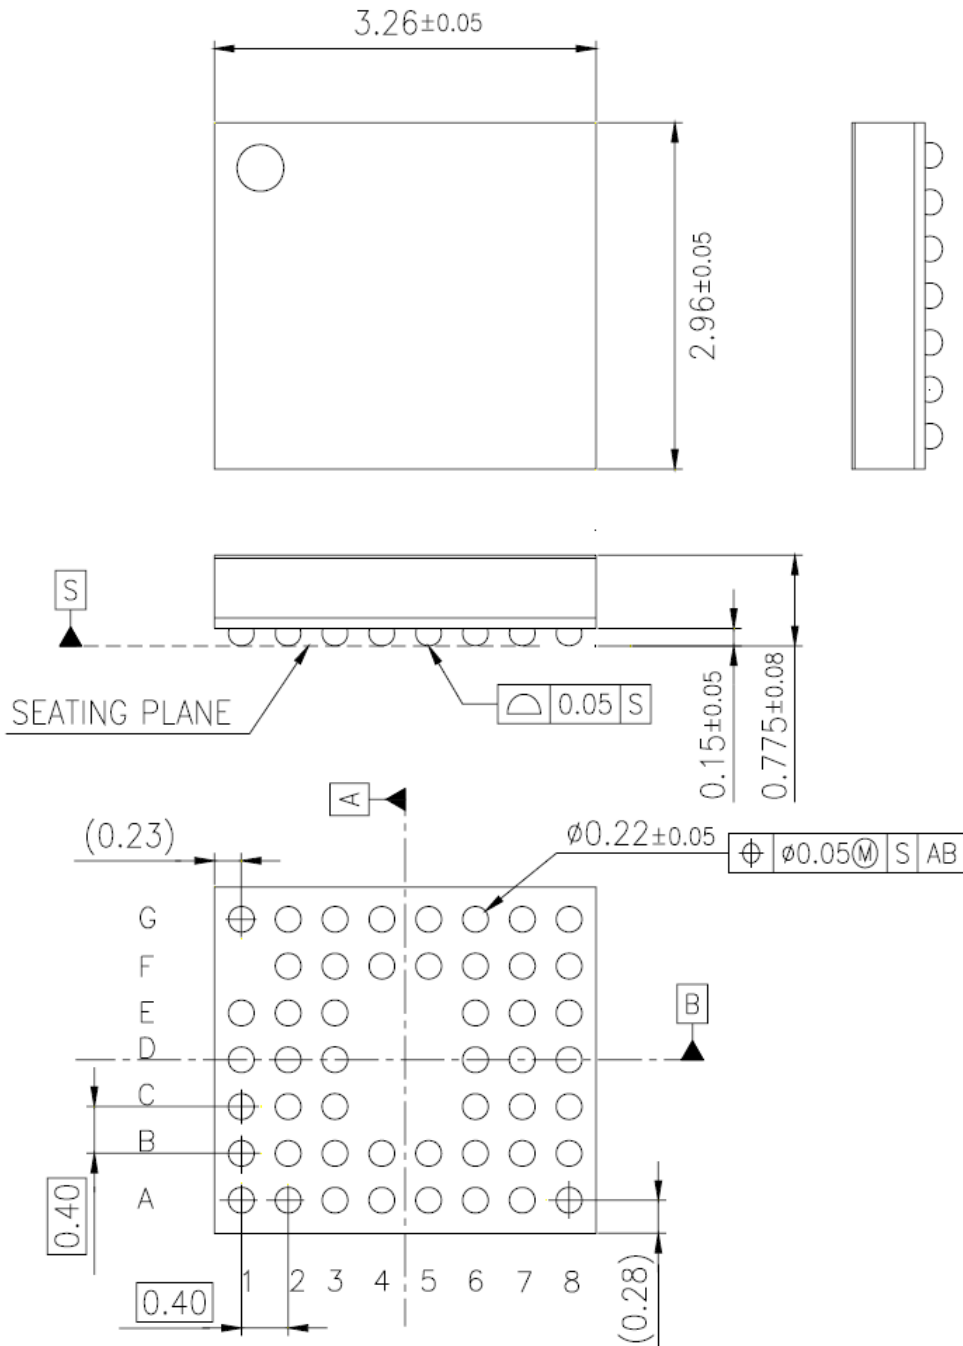 3.26±0.05
2.96±0.05
S
SEATING PLANE
⌓ 0.05 S
0.15±0.05
0.775±0.08
A
(0.23)
⌀0.22±0.05
⌖ ⌀0.05Ⓜ S AB
G
F
E
B
D
C
B
A
0.40
0.40
1 2 3 4 5 6 7 8
(0.28)